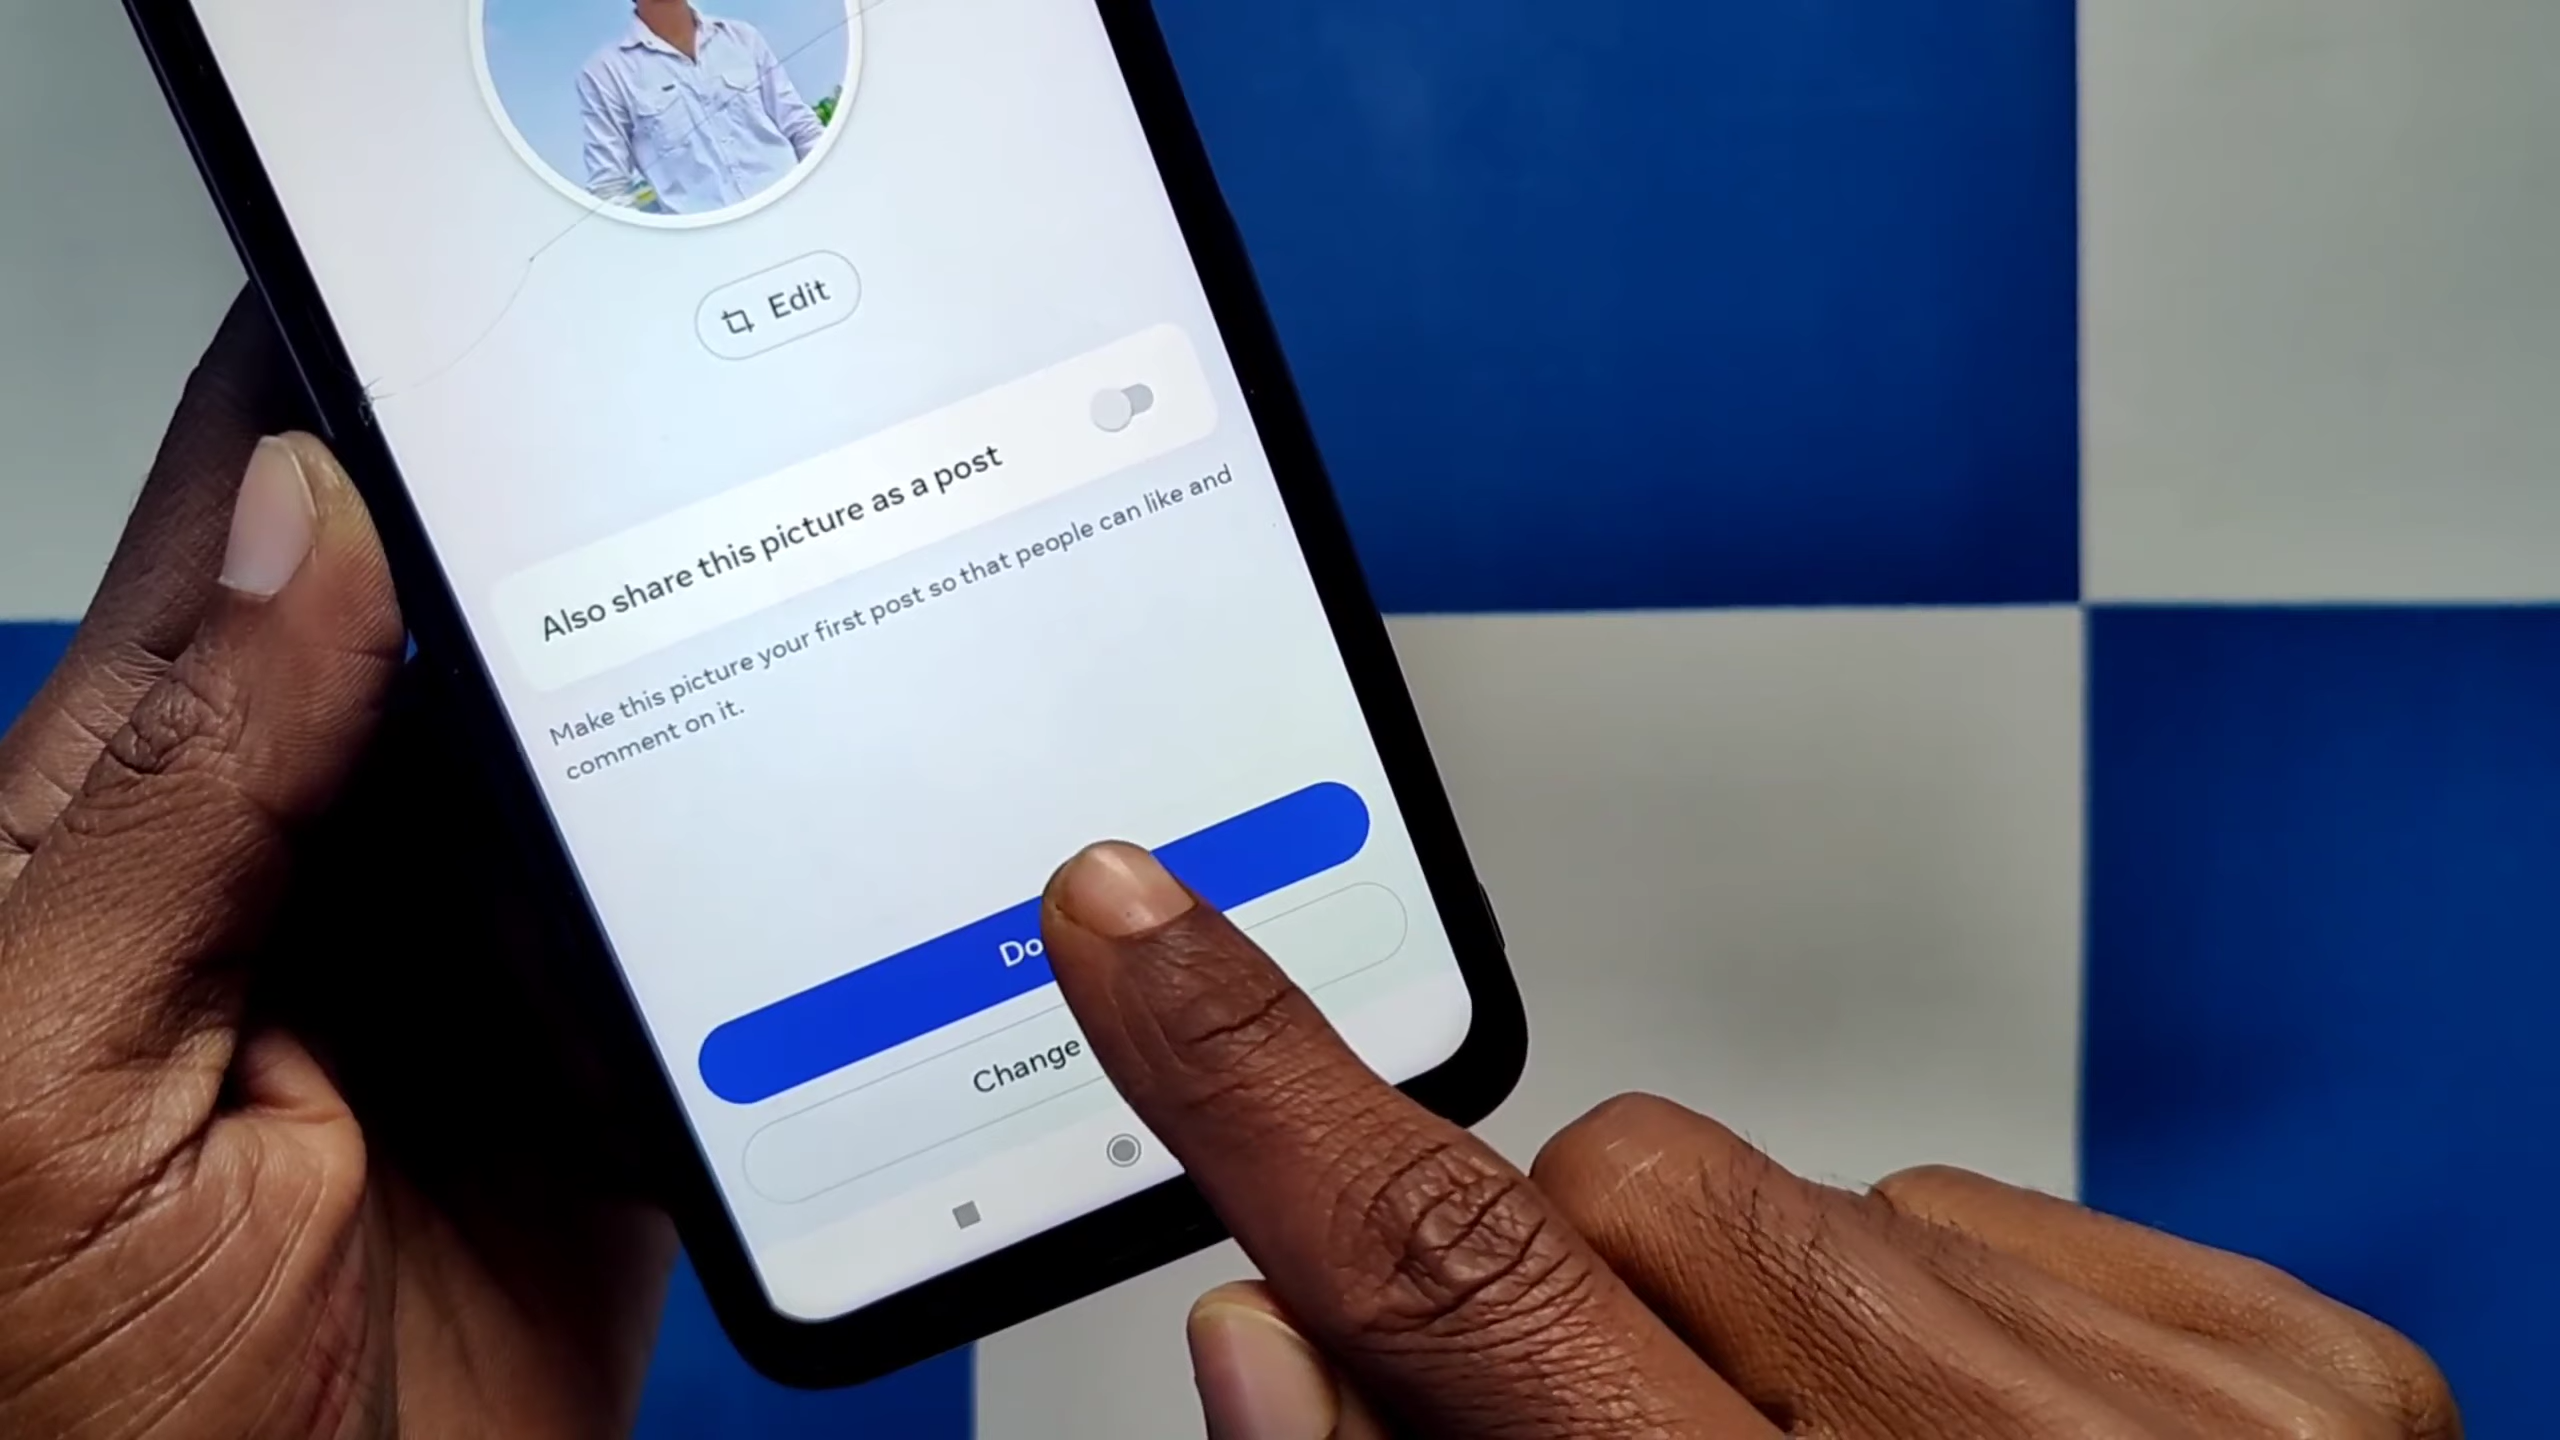 Edit
Also share this picture as a post
Make this picture your first post so that people can like and
comment on it.
Do
Change